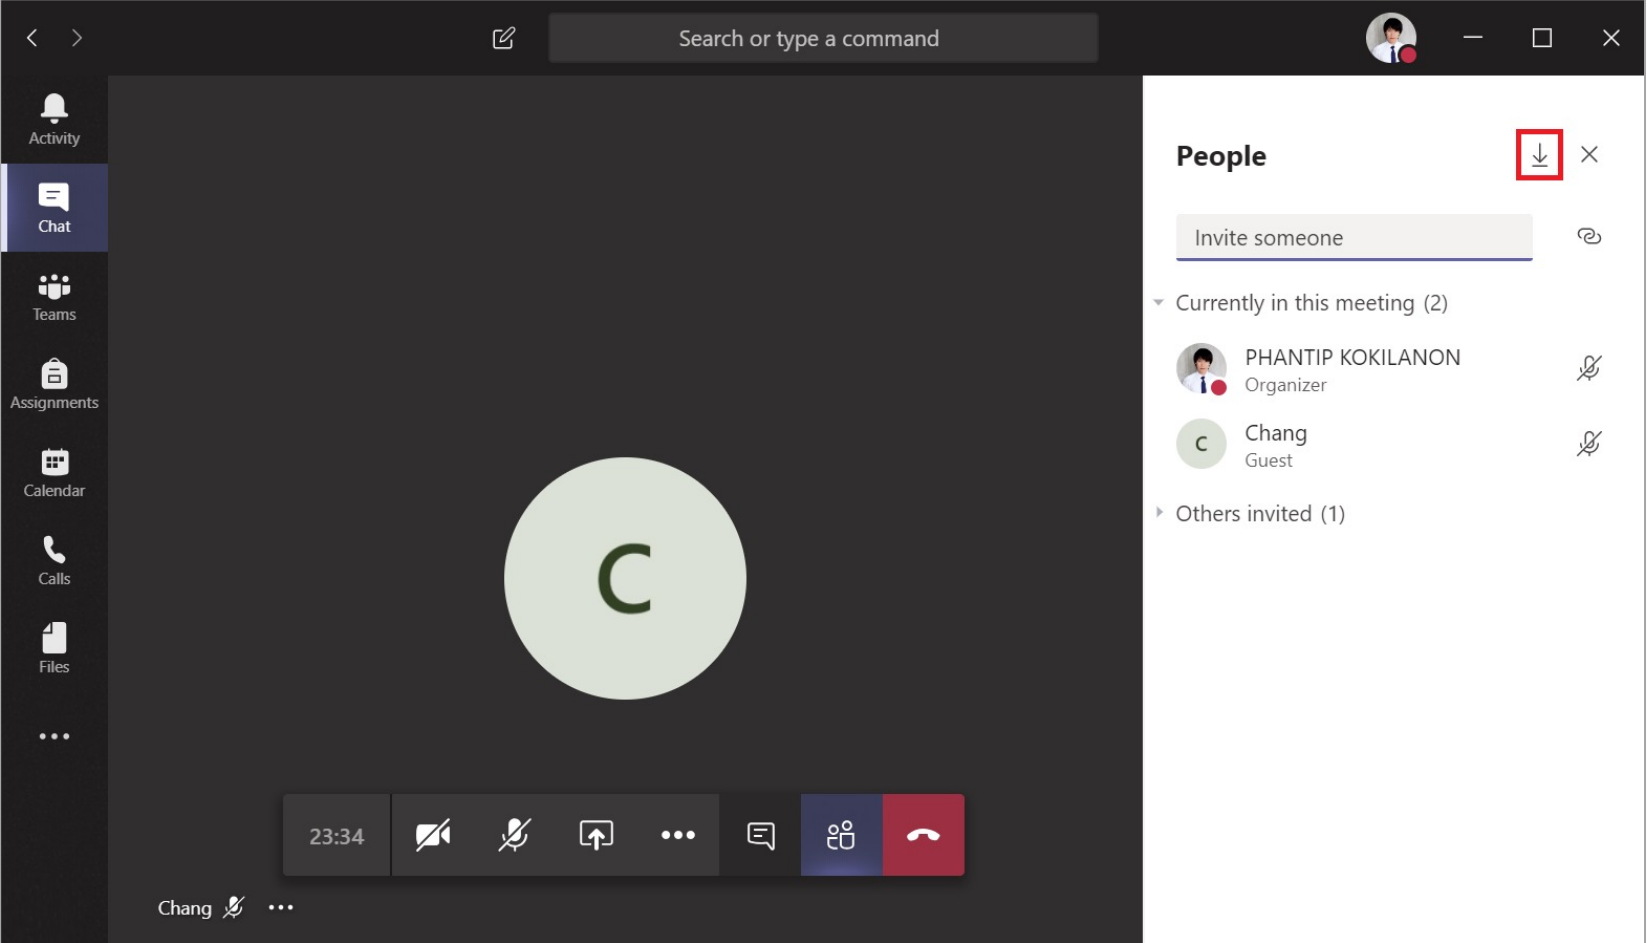 Search or type a command
Activity
Chat
Teams
Assignments
Calendar
Calls
Files
C
23:34
Chang
People
Invite someone
Currently in this meeting (2)
PHANTIP KOKILANON
Organizer
C
Chang
Guest
Others invited (1)